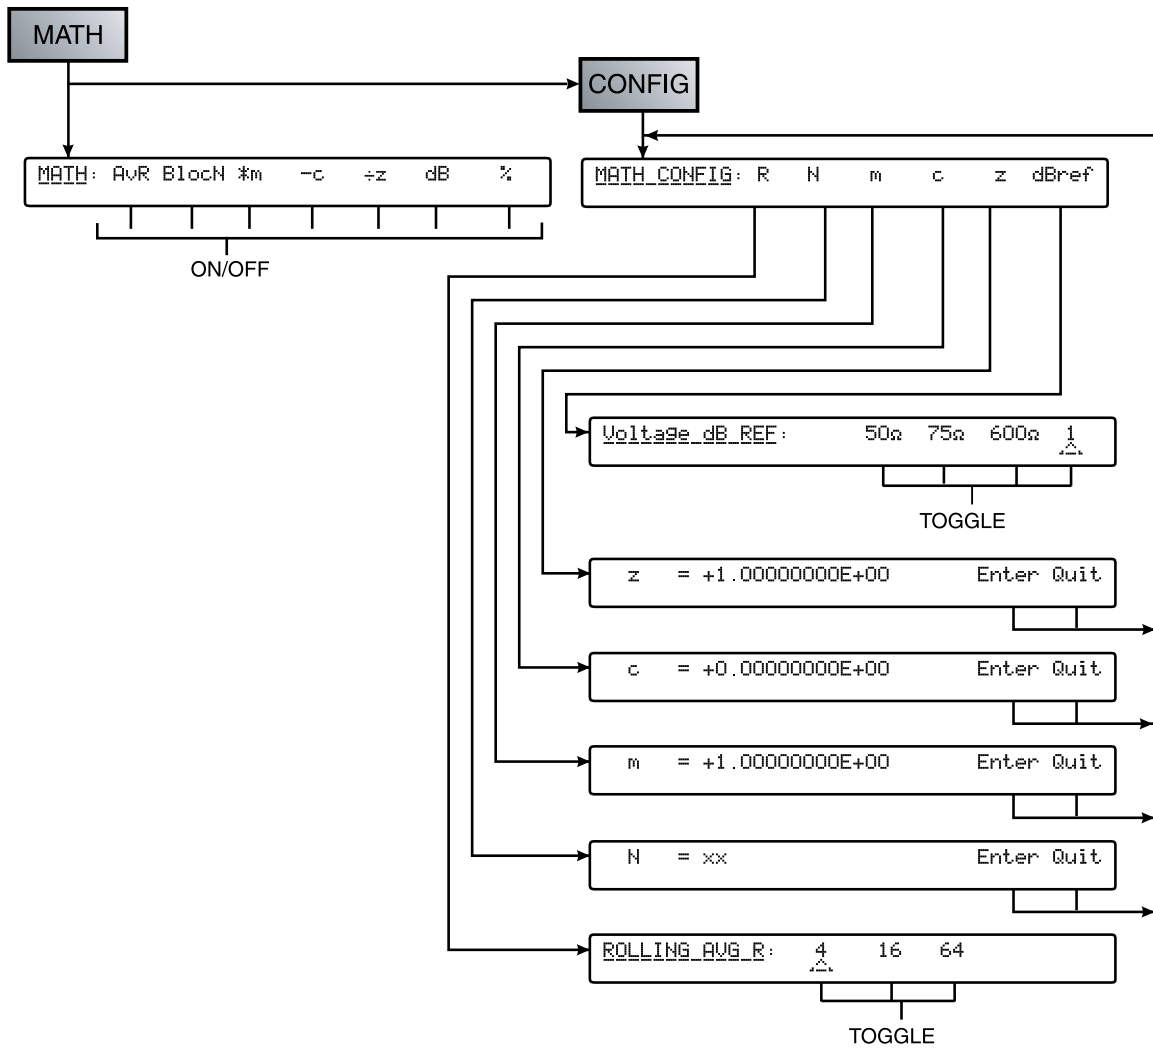 MATH
CONFIG
MATH: AvR BlocN *m -c ÷z dB %
MATH CONFIG: R N m c z dBref
ON/OFF
Voltage dB REF: 50Ω 75Ω 600Ω 1
TOGGLE
z = +1.00000000E+00 Enter Quit
c = +0.00000000E+00 Enter Quit
m = +1.00000000E+00 Enter Quit
N = xx Enter Quit
ROLLING AVG R: 4 16 64
TOGGLE